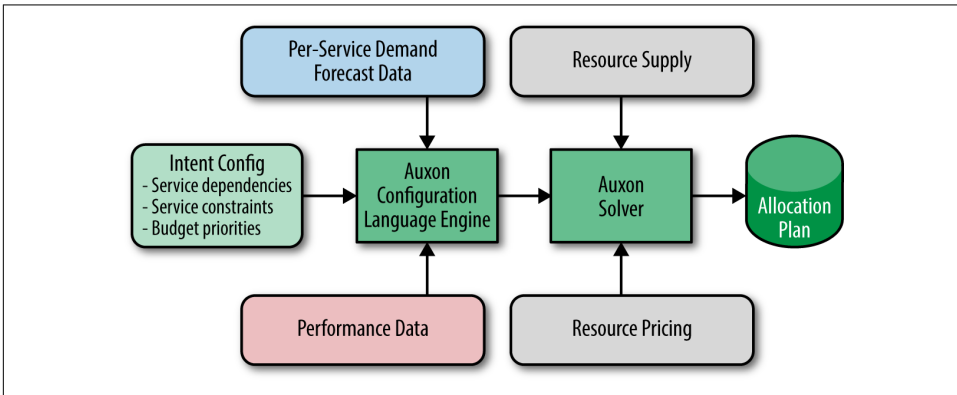 Per-Service Demand
Forecast Data
Resource Supply
Intent Config
- Service dependencies
- Service constraints
- Budget priorities
Auxon
Configuration
Language Engine
Auxon
Solver
Allocation
Plan
Performance Data
Resource Pricing